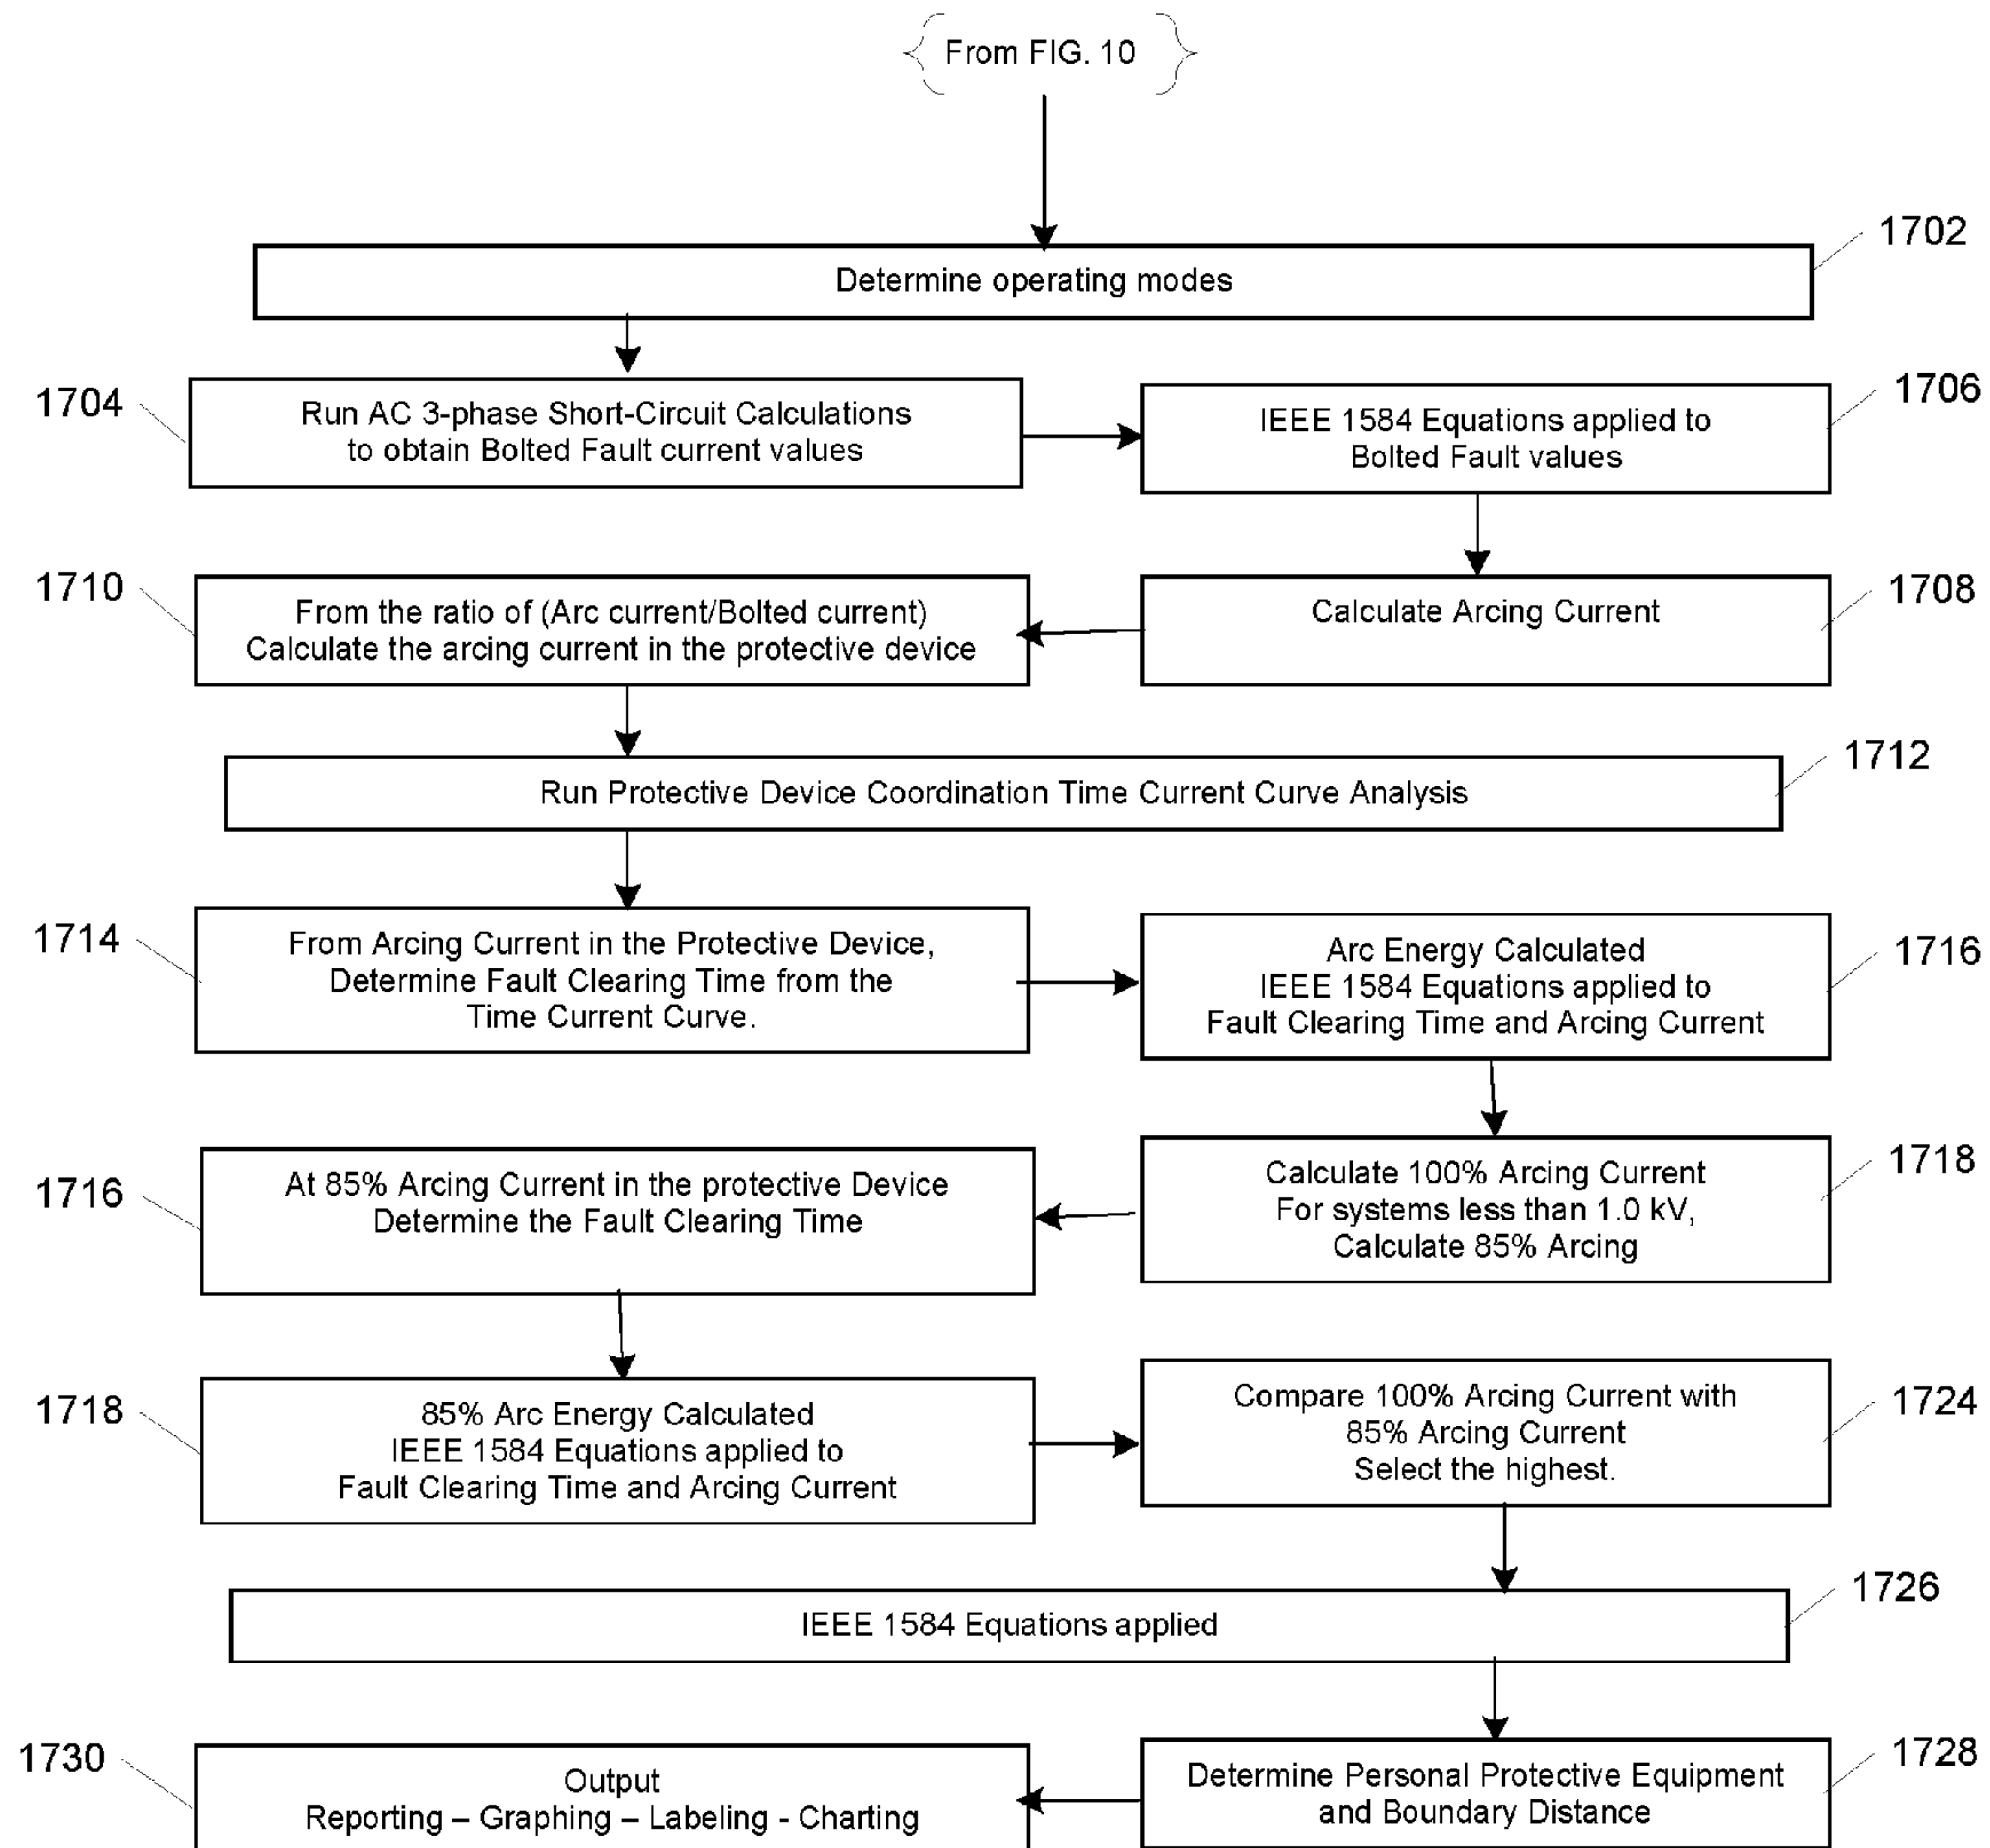 From FIG. 10
1702
Determine operating modes
1704
Run AC 3-phase Short-Circuit Calculations
to obtain Bolted Fault current values
1706
IEEE 1584 Equations applied to
Bolted Fault values
1710
From the ratio of (Arc current/Bolted current)
Calculate the arcing current in the protective device
1708
Calculate Arcing Current
1712
Run Protective Device Coordination Time Current Curve Analysis
1714
From Arcing Current in the Protective Device,
Determine Fault Clearing Time from the
Time Current Curve.
1716
Arc Energy Calculated
IEEE 1584 Equations applied to
Fault Clearing Time and Arcing Current
1716
At 85% Arcing Current in the protective Device
Determine the Fault Clearing Time
1718
Calculate 100% Arcing Current
For systems less than 1.0 kV,
Calculate 85% Arcing
1718
85% Arc Energy Calculated
IEEE 1584 Equations applied to
Fault Clearing Time and Arcing Current
1724
Compare 100% Arcing Current with
85% Arcing Current
Select the highest.
1726
IEEE 1584 Equations applied
1730
Output
Reporting – Graphing – Labeling - Charting
1728
Determine Personal Protective Equipment
and Boundary Distance